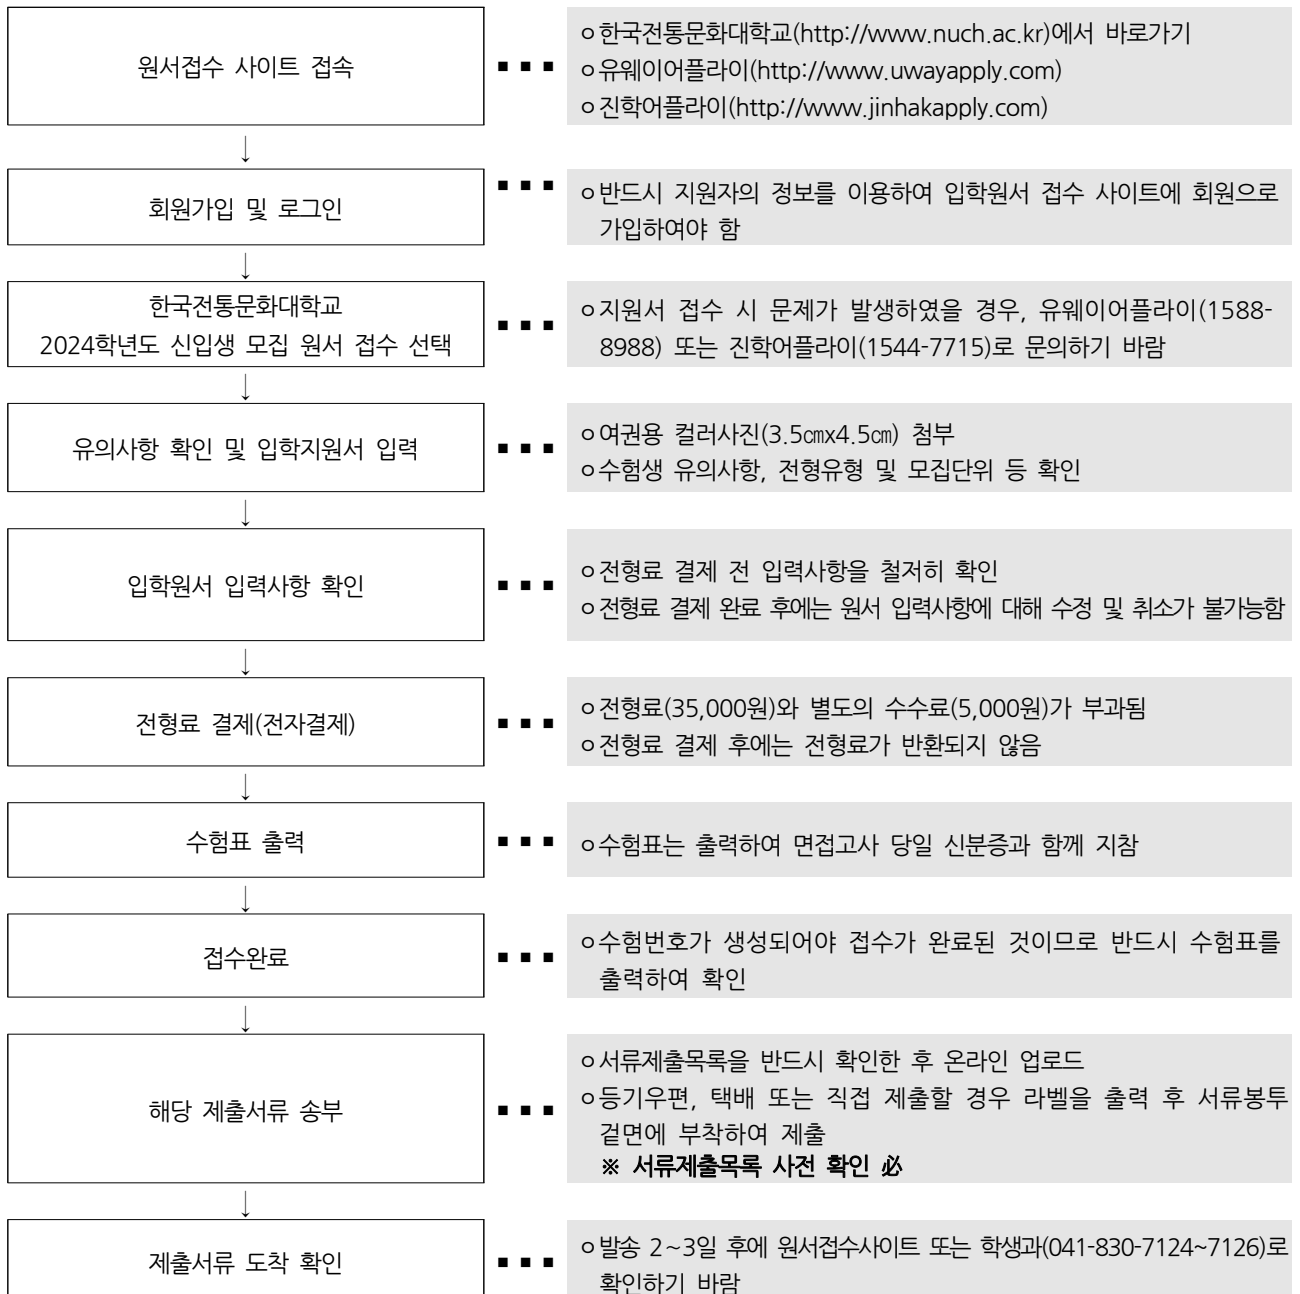 원서접수 사이트 접속
ㅇ한국전통문화대학교(http://www.nuch.ac.kr)에서 바로가기
ㅇ유웨이어플라이(http://www.uwayapply.com)
ㅇ진학어플라이(http://www.jinhakapply.com)
↓
회원가입 및 로그인
ㅇ반드시 지원자의 정보를 이용하여 입학원서 접수 사이트에 회원으로
가입하여야 함
↓
한국전통문화대학교
2024학년도 신입생 모집 원서 접수 선택
ㅇ지원서 접수 시 문제가 발생하였을 경우, 유웨이어플라이(1588-
8988) 또는 진학어플라이(1544-7715)로 문의하기 바람
↓
유의사항 확인 및 입학지원서 입력
ㅇ여권용 컬러사진(3.5㎝x4.5㎝) 첨부
ㅇ수험생 유의사항, 전형유형 및 모집단위 등 확인
↓
입학원서 입력사항 확인
ㅇ전형료 결제 전 입력사항을 철저히 확인
ㅇ전형료 결제 완료 후에는 원서 입력사항에 대해 수정 및 취소가 불가능함
↓
전형료 결제(전자결제)
ㅇ전형료(35,000원)와 별도의 수수료(5,000원)가 부과됨
ㅇ전형료 결제 후에는 전형료가 반환되지 않음
↓
수험표 출력
ㅇ수험표는 출력하여 면접고사 당일 신분증과 함께 지참
↓
접수완료
ㅇ수험번호가 생성되어야 접수가 완료된 것이므로 반드시 수험표를
출력하여 확인
↓
해당 제출서류 송부
ㅇ서류제출목록을 반드시 확인한 후 온라인 업로드
ㅇ등기우편, 택배 또는 직접 제출할 경우 라벨을 출력 후 서류봉투
겉면에 부착하여 제출
※ 서류제출목록 사전 확인 必
↓
제출서류 도착 확인
ㅇ발송 2~3일 후에 원서접수사이트 또는 학생과(041-830-7124~7126)로
확인하기 바람